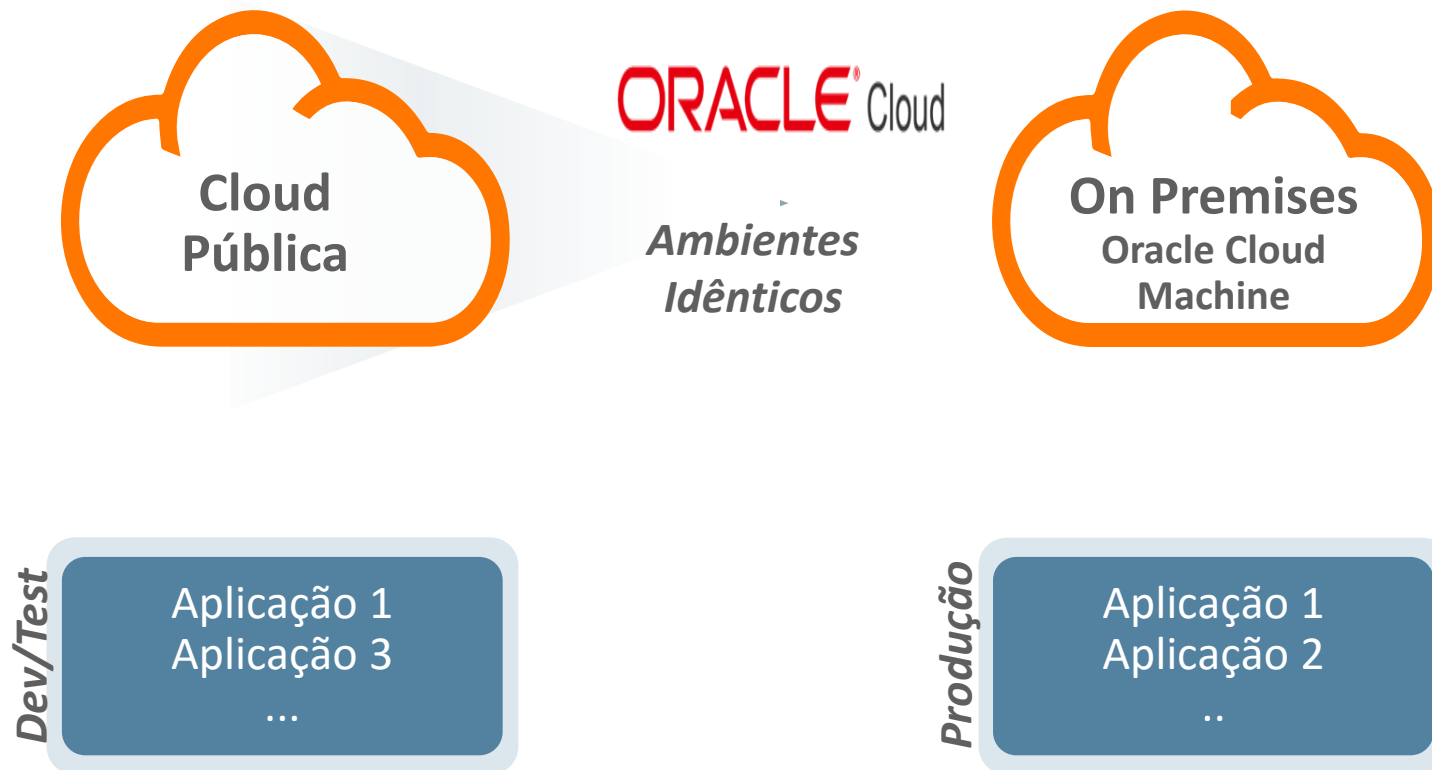 ORACLE® Cloud
Cloud
Pública
Ambientes
Idênticos
On Premises
Oracle Cloud
Machine
Dev/Test
Aplicação 1
Aplicação 3
...
Produção
Aplicação 1
Aplicação 2
..